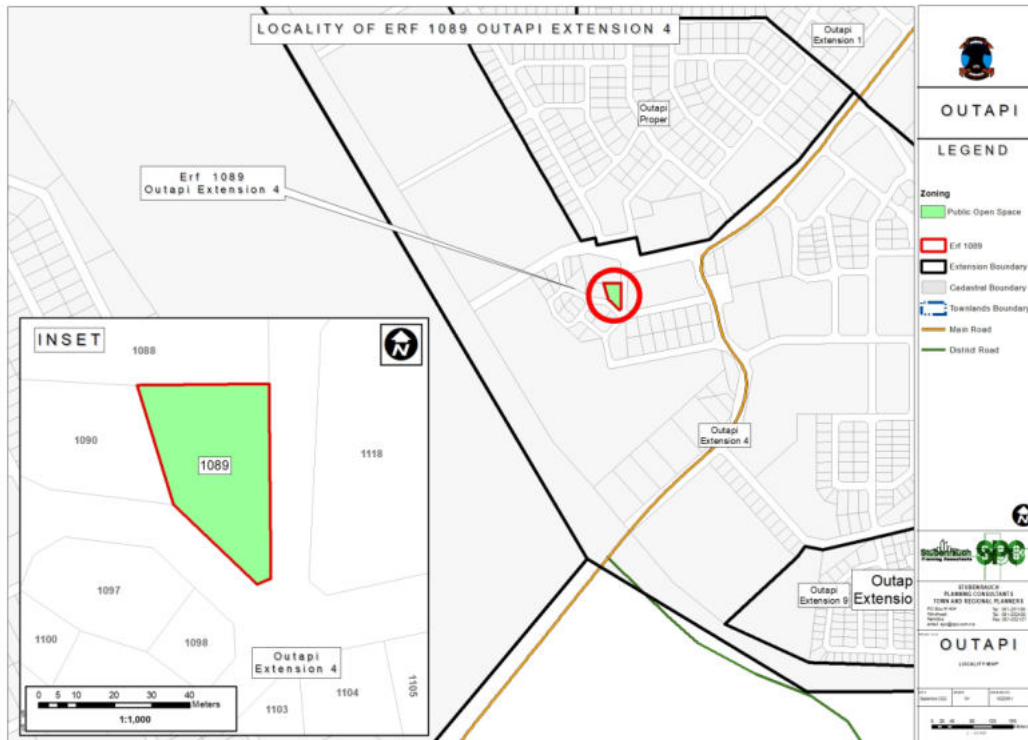 LOCALITY OF ERF 1089 OUTAPI EXTENSION 4
Outapi
Extension 1
Outapi
Proper
Erf 1089
Outapi Extension 4
Outapi
Extension 4
Outapi
Extension 9
Outap
Extensio
INSET
N
1088
1090
1089
1118
1097
1100
1098
Outapi
Extension 4
1103
1104
1105
0 5 10 20 30 40
Meters
1:1,000
OUTAPI
LEGEND
Zoning
Public Open Space
Erf 1089
Extension Boundary
Cadastral Boundary
Townlands Boundary
Main Road
District Road
N
Stubenrauch
Planning Consultants
SPC
STUBENRAUCH
PLANNING CONSULTANTS
TOWN AND REGIONAL PLANNERS
OUTAPI
LOCALITY MAP